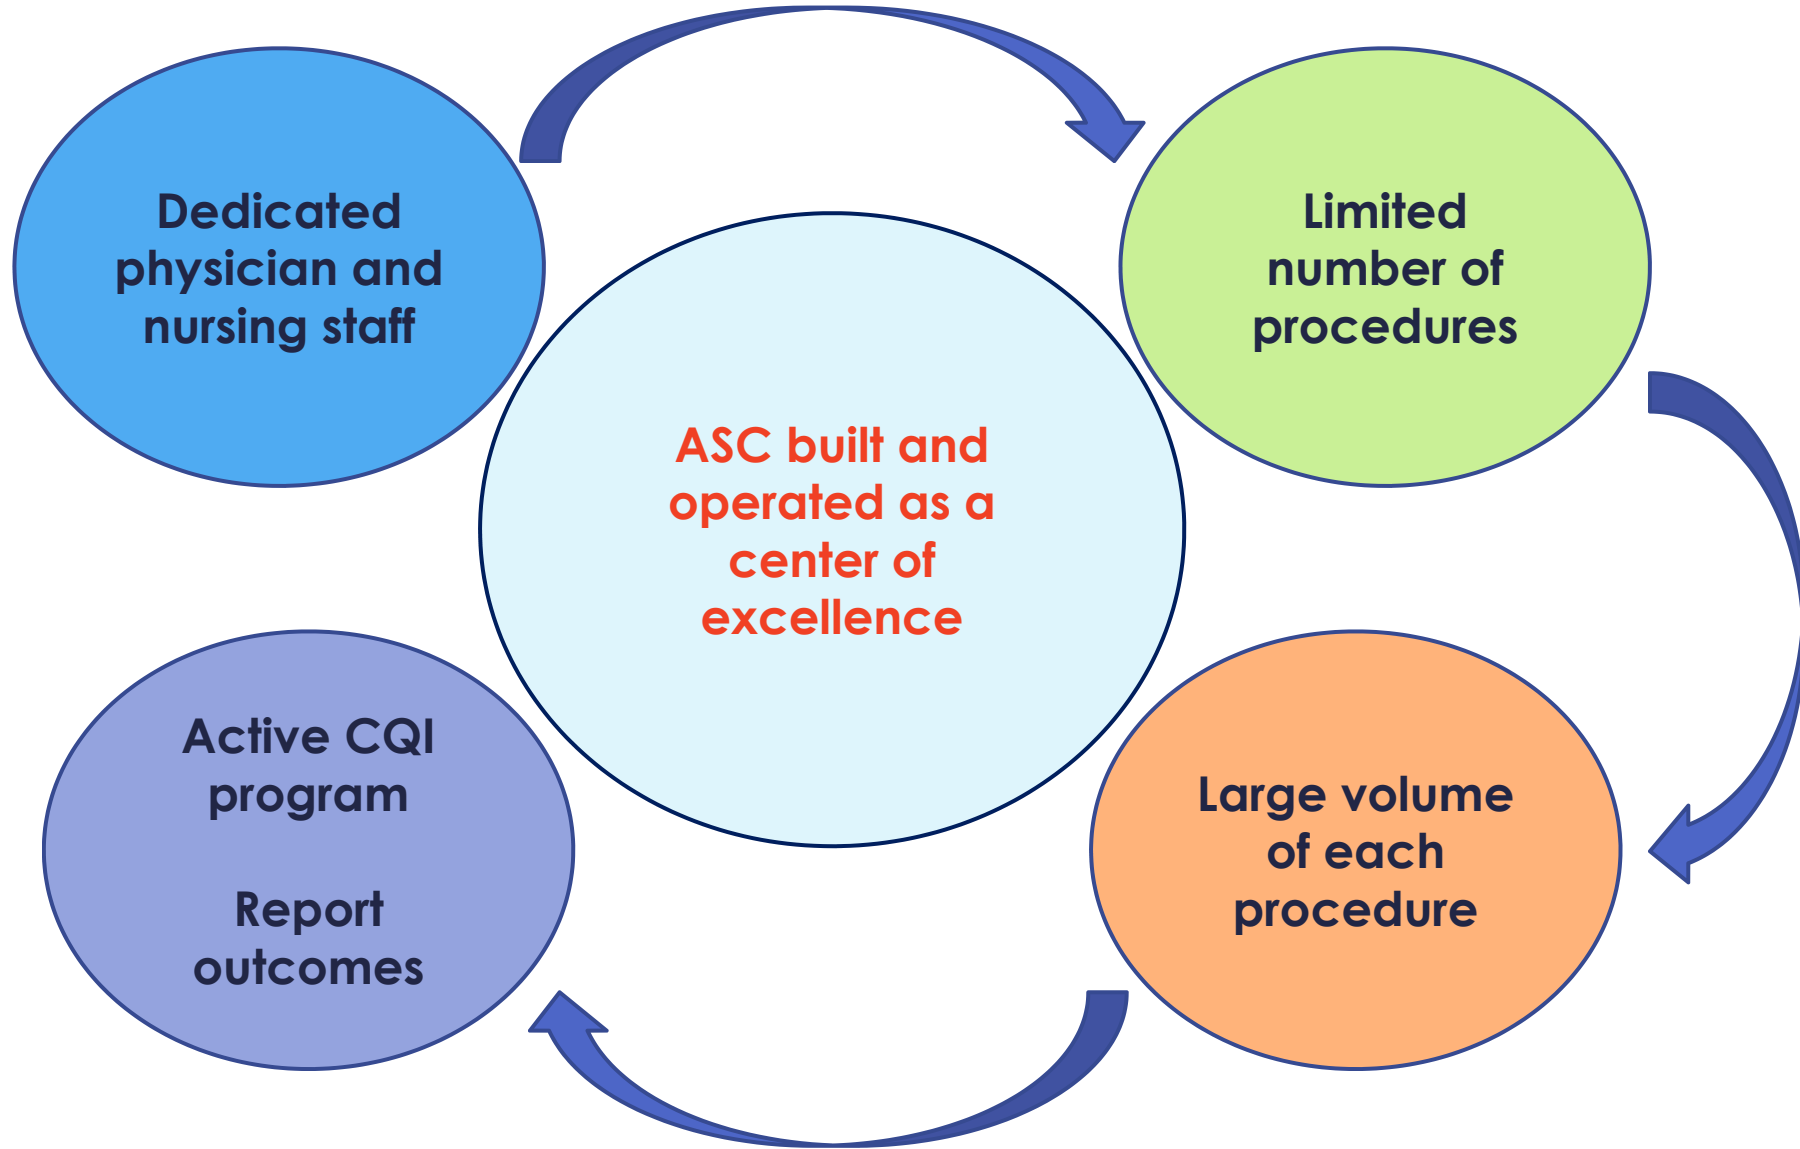 Dedicated
physician and
nursing staff
Limited
number of
procedures
ASC built and
operated as a
center of
excellence
Active CQI
program
Report
outcomes
Large volume
of each
procedure